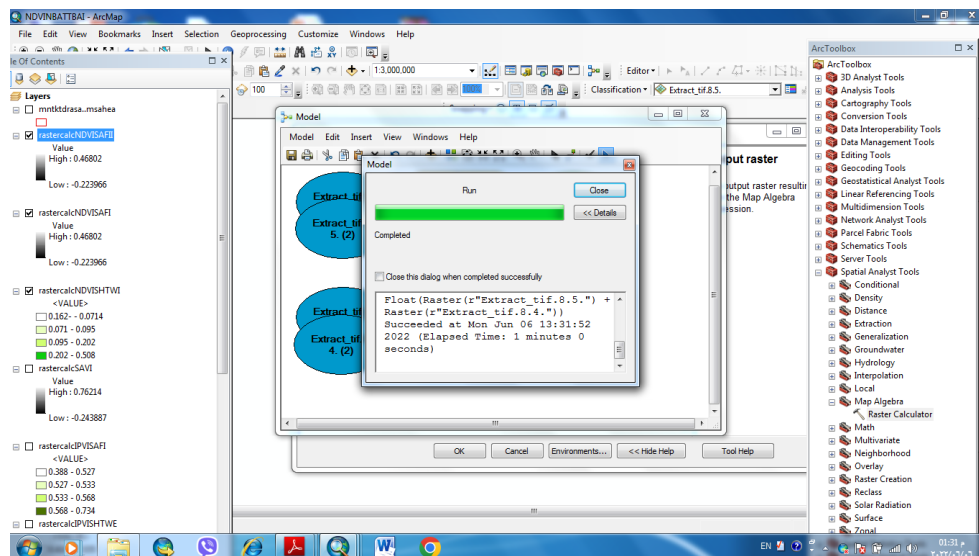 NDVINBATTBAI - ArcMap
File Edit View Bookmarks Insert Selection Geoprocessing Customize Windows Help
1:3,000,000
Editor
100
100%
Classification
Extract_tif.8.5.
le Of Contents
Layers
mntktdrasa..msahea
rastercalcNDVISAFII
Value
High : 0.46802
Low : -0.223966
rastercalcNDVISAFI
Value
High : 0.46802
Low : -0.223966
rastercalcNDVISHTWI
<VALUE>
0.162- - 0.0714
0.071 - 0.095
0.095 - 0.202
0.202 - 0.508
rastercalcSAVI
Value
High : 0.76214
Low : -0.243887
rastercalcIPVISAFI
<VALUE>
0.388 - 0.527
0.527 - 0.533
0.533 - 0.568
0.568 - 0.734
rastercalcIPVISHTWE
Model
Model Edit Insert View Windows Help
Extract_tif
Extract_tif
5. (2)
Extract_tif
Extract_tif
4. (2)
Model
Run
Close
<< Details
Completed
Close this dialog when completed successfully
Float(Raster(r"Extract_tif.8.5.") +
Raster(r"Extract_tif.8.4."))
Succeeded at Mon Jun 06 13:31:52
2022 (Elapsed Time: 1 minutes 0
seconds)
put raster
output raster resultin
the Map Algebra
ession.
OK Cancel Environments... << Hide Help Tool Help
ArcToolbox
ArcToolbox
3D Analyst Tools
Analysis Tools
Cartography Tools
Conversion Tools
Data Interoperability Tools
Data Management Tools
Editing Tools
Geocoding Tools
Geostatistical Analyst Tools
Linear Referencing Tools
Multidimension Tools
Network Analyst Tools
Parcel Fabric Tools
Schematics Tools
Server Tools
Spatial Analyst Tools
Conditional
Density
Distance
Extraction
Generalization
Groundwater
Hydrology
Interpolation
Local
Map Algebra
Raster Calculator
Math
Multivariate
Neighborhood
Overlay
Raster Creation
Reclass
Solar Radiation
Surface
Zonal
EN
01:31 م